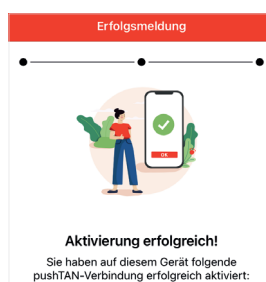 Erfolgsmeldung
OK
Aktivierung erfolgreich!
Sie haben auf diesem Gerät folgende
pushTAN-Verbindung erfolgreich aktiviert: